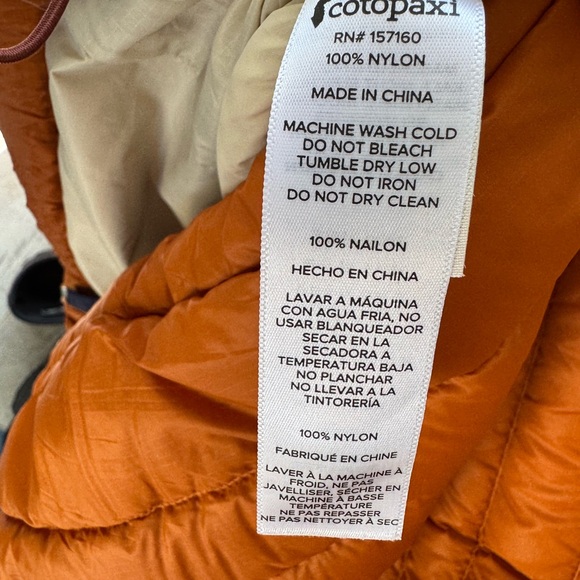 cotopaxi
RN# 157160
100% NYLON
MADE IN CHINA
MACHINE WASH COLD
DO NOT BLEACH
TUMBLE DRY LOW
DO NOT IRON
DO NOT DRY CLEAN
100% NAILON
HECHO EN CHINA
LAVAR A MÁQUINA
CON AGUA FRIA, NO
USAR BLANQUEADOR
SECAR EN LA
SECADORA A
TEMPERATURA BAJA
NO PLANCHAR
NO LLEVAR A LA
TINTORERÍA
100% NYLON
FABRIQUÉ EN CHINE
LAVER À LA MACHINE À
FROID, NE PAS
JAVELLISER, SÉCHER EN
MACHINE À BASSE
TEMPÉRATURE
NE PAS REPASSER
NE PAS NETTOYER À SEC